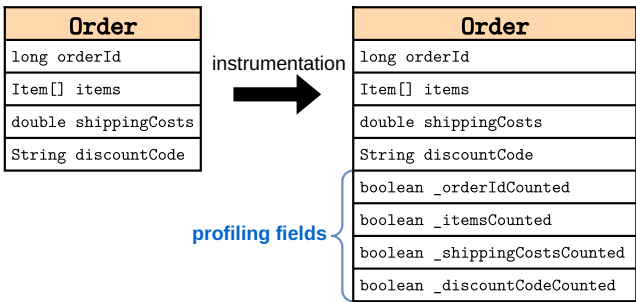 Order
long orderId
Item[] items
double shippingCosts
String discountCode
instrumentation
Order
long orderId
Item[] items
double shippingCosts
String discountCode
boolean _orderIdCounted
boolean _itemsCounted
boolean _shippingCostsCounted
boolean _discountCodeCounted
profiling fields